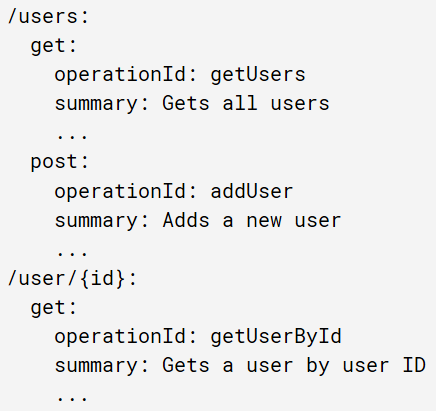 /users:
  get:
    operationId: getUsers
    summary: Gets all users
    ...
  post:
    operationId: addUser
    summary: Adds a new user
    ...
/user/{id}:
  get:
    operationId: getUserById
    summary: Gets a user by user ID
    ...